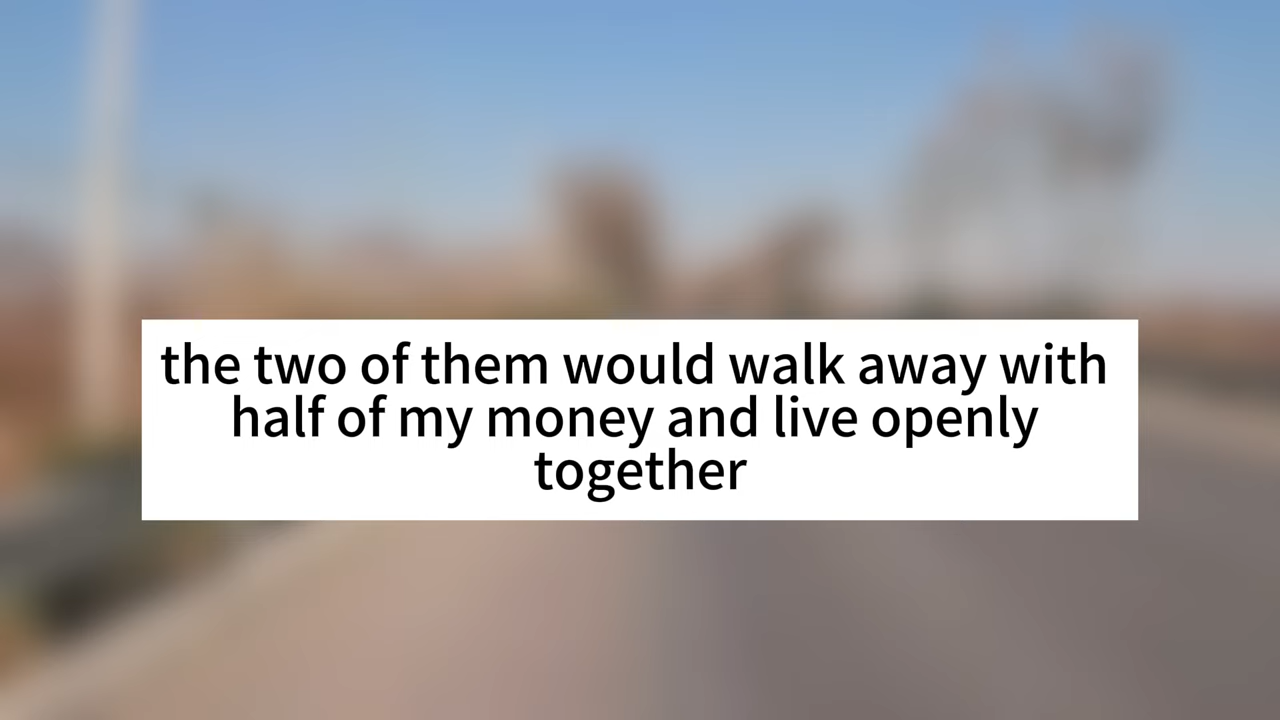 the two of them would walk away with
half of my money and live openly
together